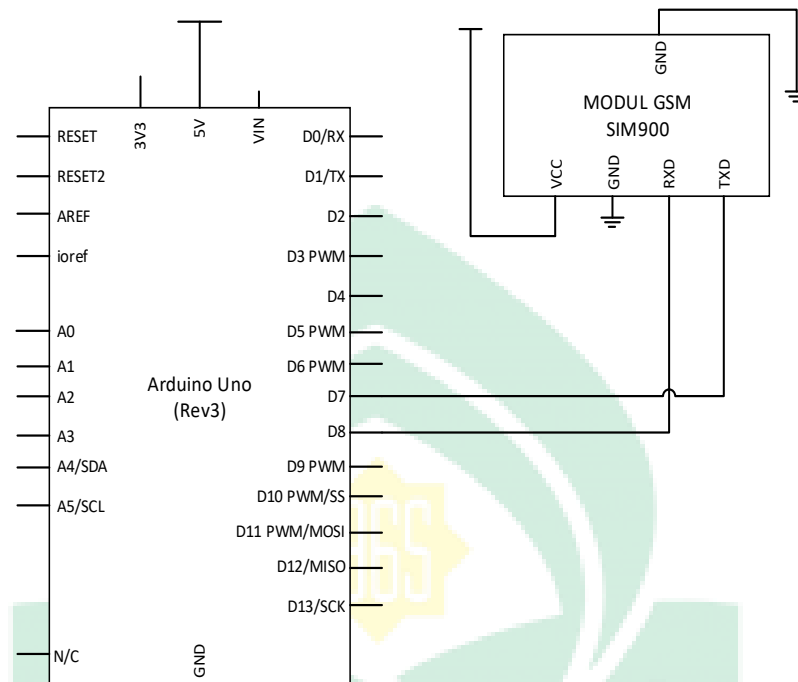 3V3
5V
VIN
RESET
RESET2
AREF
ioref
A0
A1
A2
A3
A4/SDA
A5/SCL
N/C
Arduino Uno
(Rev3)
GND
D0/RX
D1/TX
D2
D3 PWM
D4
D5 PWM
D6 PWM
D7
D8
D9 PWM
D10 PWM/SS
D11 PWM/MOSI
D12/MISO
D13/SCK
GND
MODUL GSM
SIM900
VCC
GND
RXD
TXD